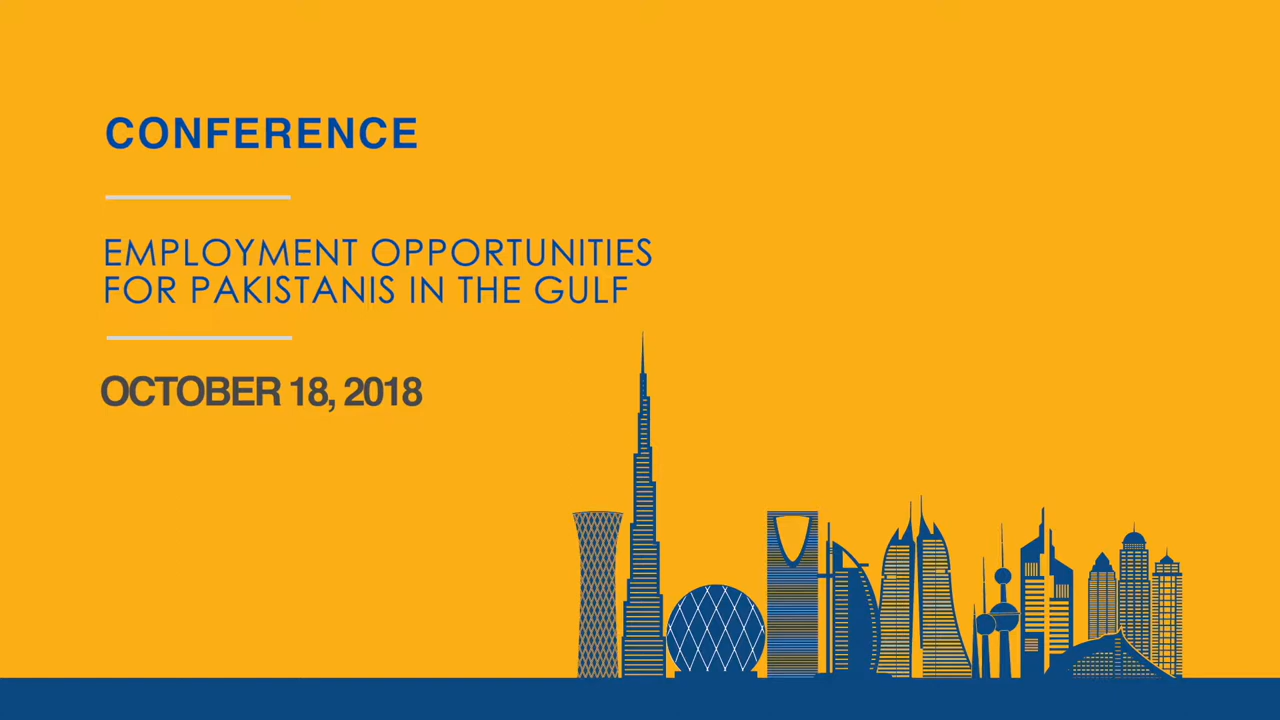 CONFERENCE
EMPLOYMENT OPPORTUNITIES
FOR PAKISTANIS IN THE GULF
OCTOBER 18, 2018